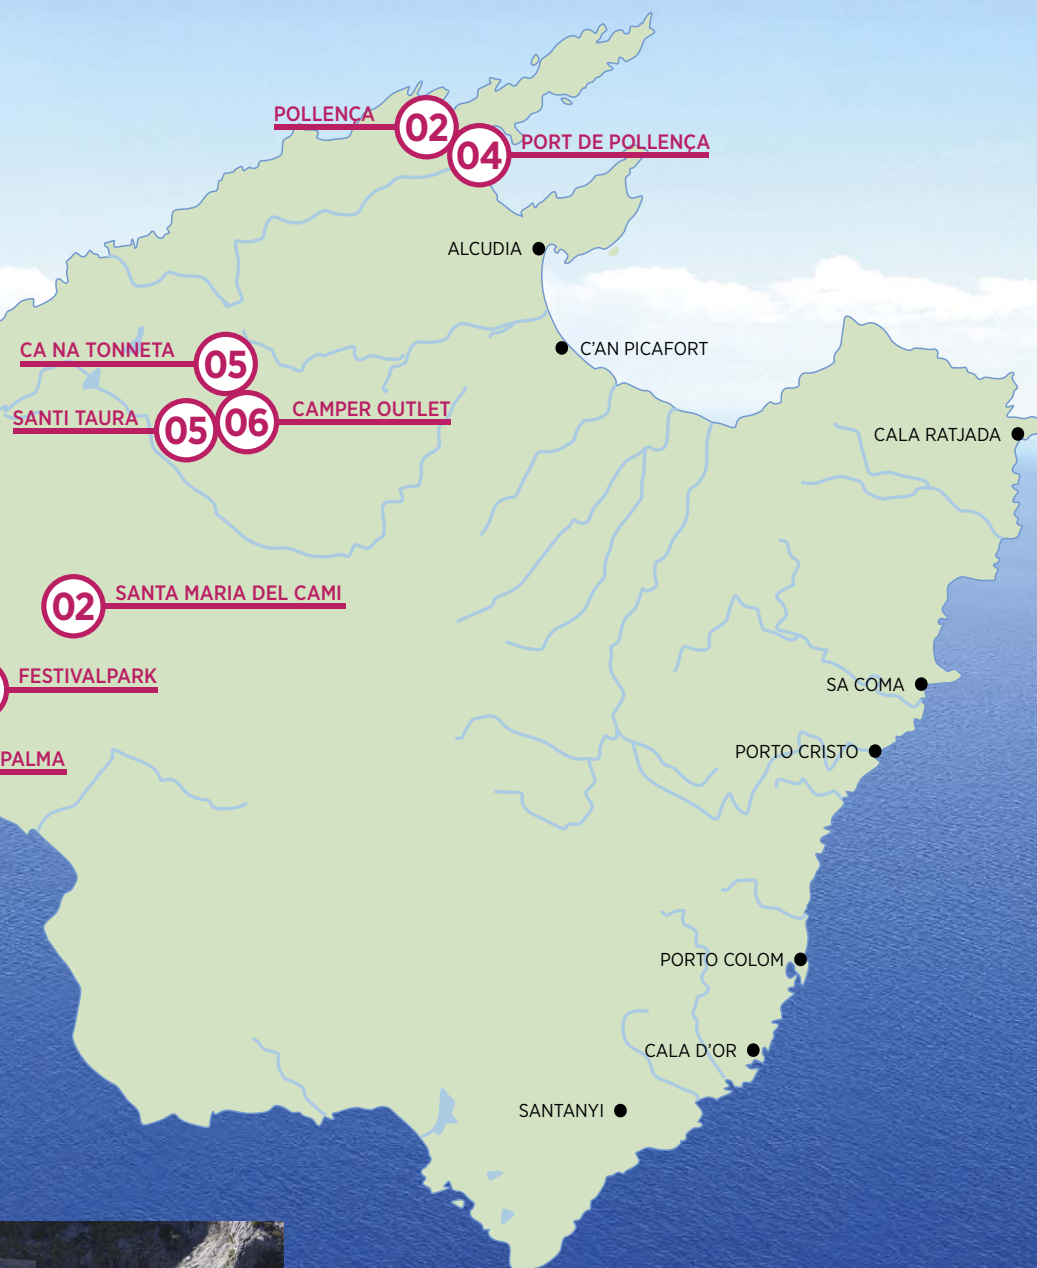 POLLENÇA
02
04
PORT DE POLLENÇA
ALCUDIA
CA NA TONNETA
05
C'AN PICAFORT
SANTI TAURA
05
06
CAMPER OUTLET
CALA RATJADA
02
SANTA MARIA DEL CAMI
FESTIVALPARK
SA COMA
PALMA
PORTO CRISTO
PORTO COLOM
CALA D'OR
SANTANYI